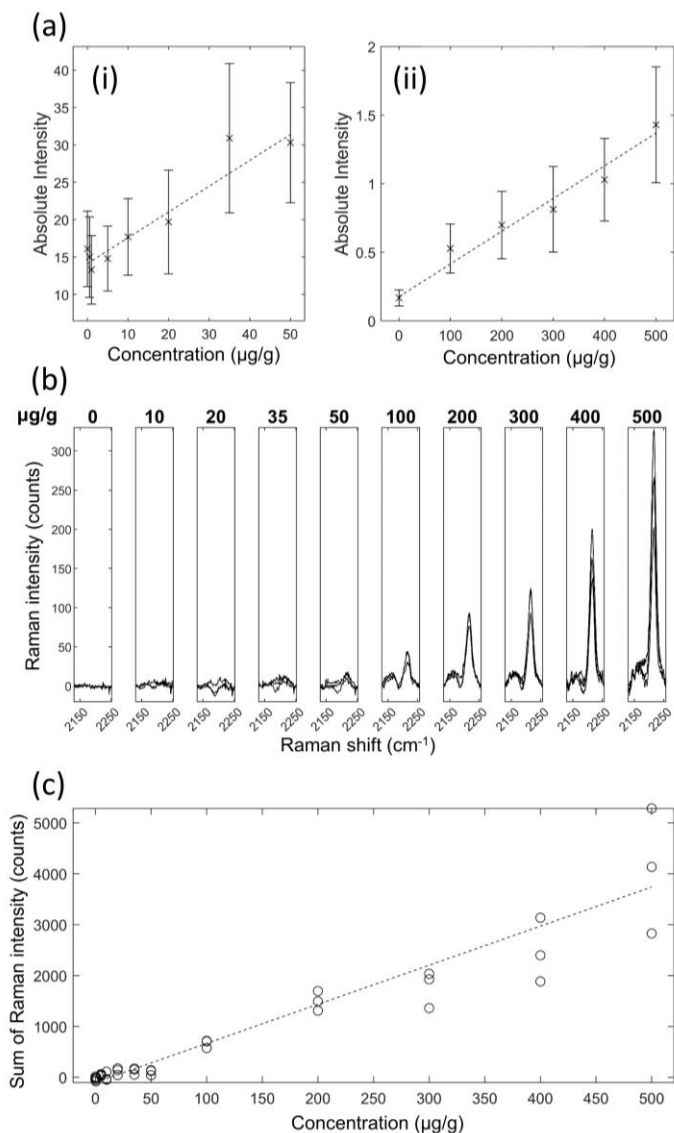 (a)
(i)
Absolute Intensity
40
35
30
25
20
15
10
0 10 20 30 40 50
Concentration (µg/g)
(ii)
Absolute Intensity
2
1.5
1
0.5
0
0 100 200 300 400 500
Concentration (µg/g)
(b)
µg/g 0 10 20 35 50 100 200 300 400 500
Raman intensity (counts)
300
250
200
150
100
50
0
2150 2250 2150 2250 2150 2250 2150 2250 2150 2250 2150 2250 2150 2250 2150 2250 2150 2250 2150 2250
Raman shift (cm⁻¹)
(c)
Sum of Raman intensity (counts)
5000
4000
3000
2000
1000
0
0 50 100 150 200 250 300 350 400 450 500
Concentration (µg/g)